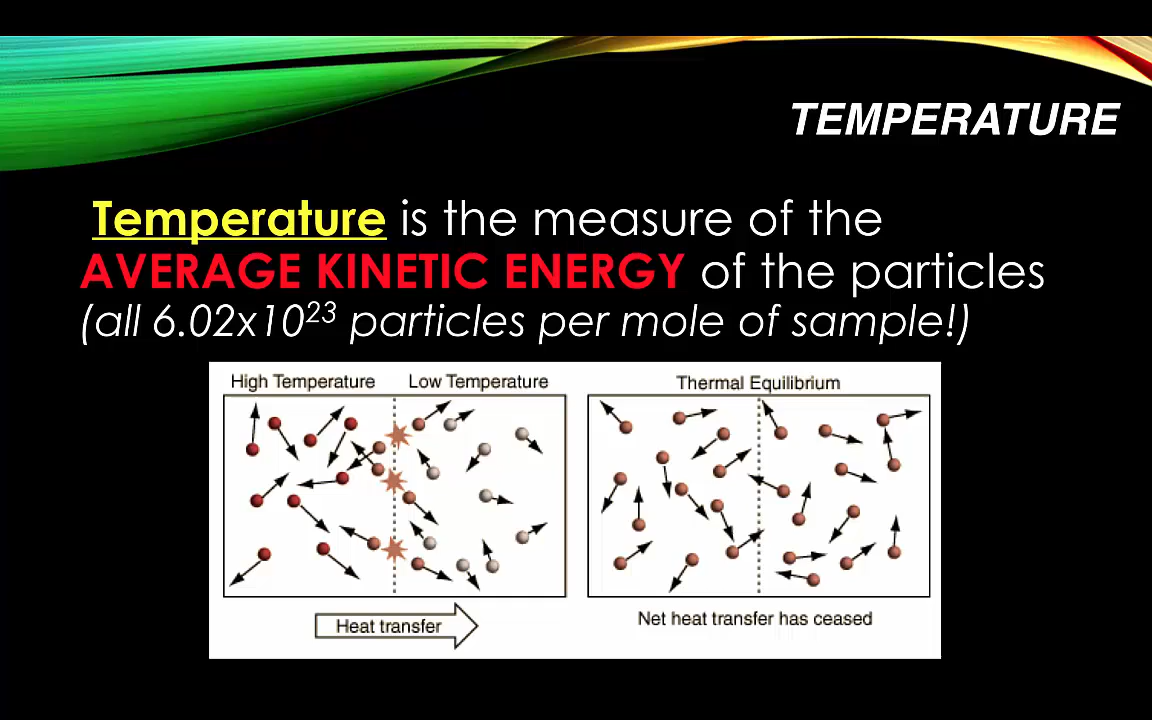 TEMPERATURE
Temperature is the measure of the
AVERAGE KINETIC ENERGY of the particles
(all 6.02x10²³ particles per mole of sample!)
High Temperature Low Temperature Thermal Equilibrium
Heat transfer
Net heat transfer has ceased